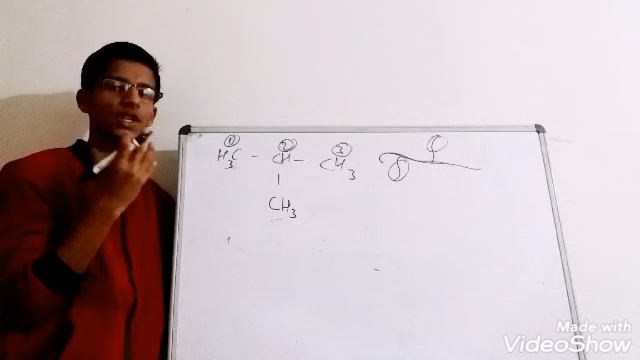 ① ② ③
H₃C - CH - CH₃
|
CH₃
Made with
VideoShow